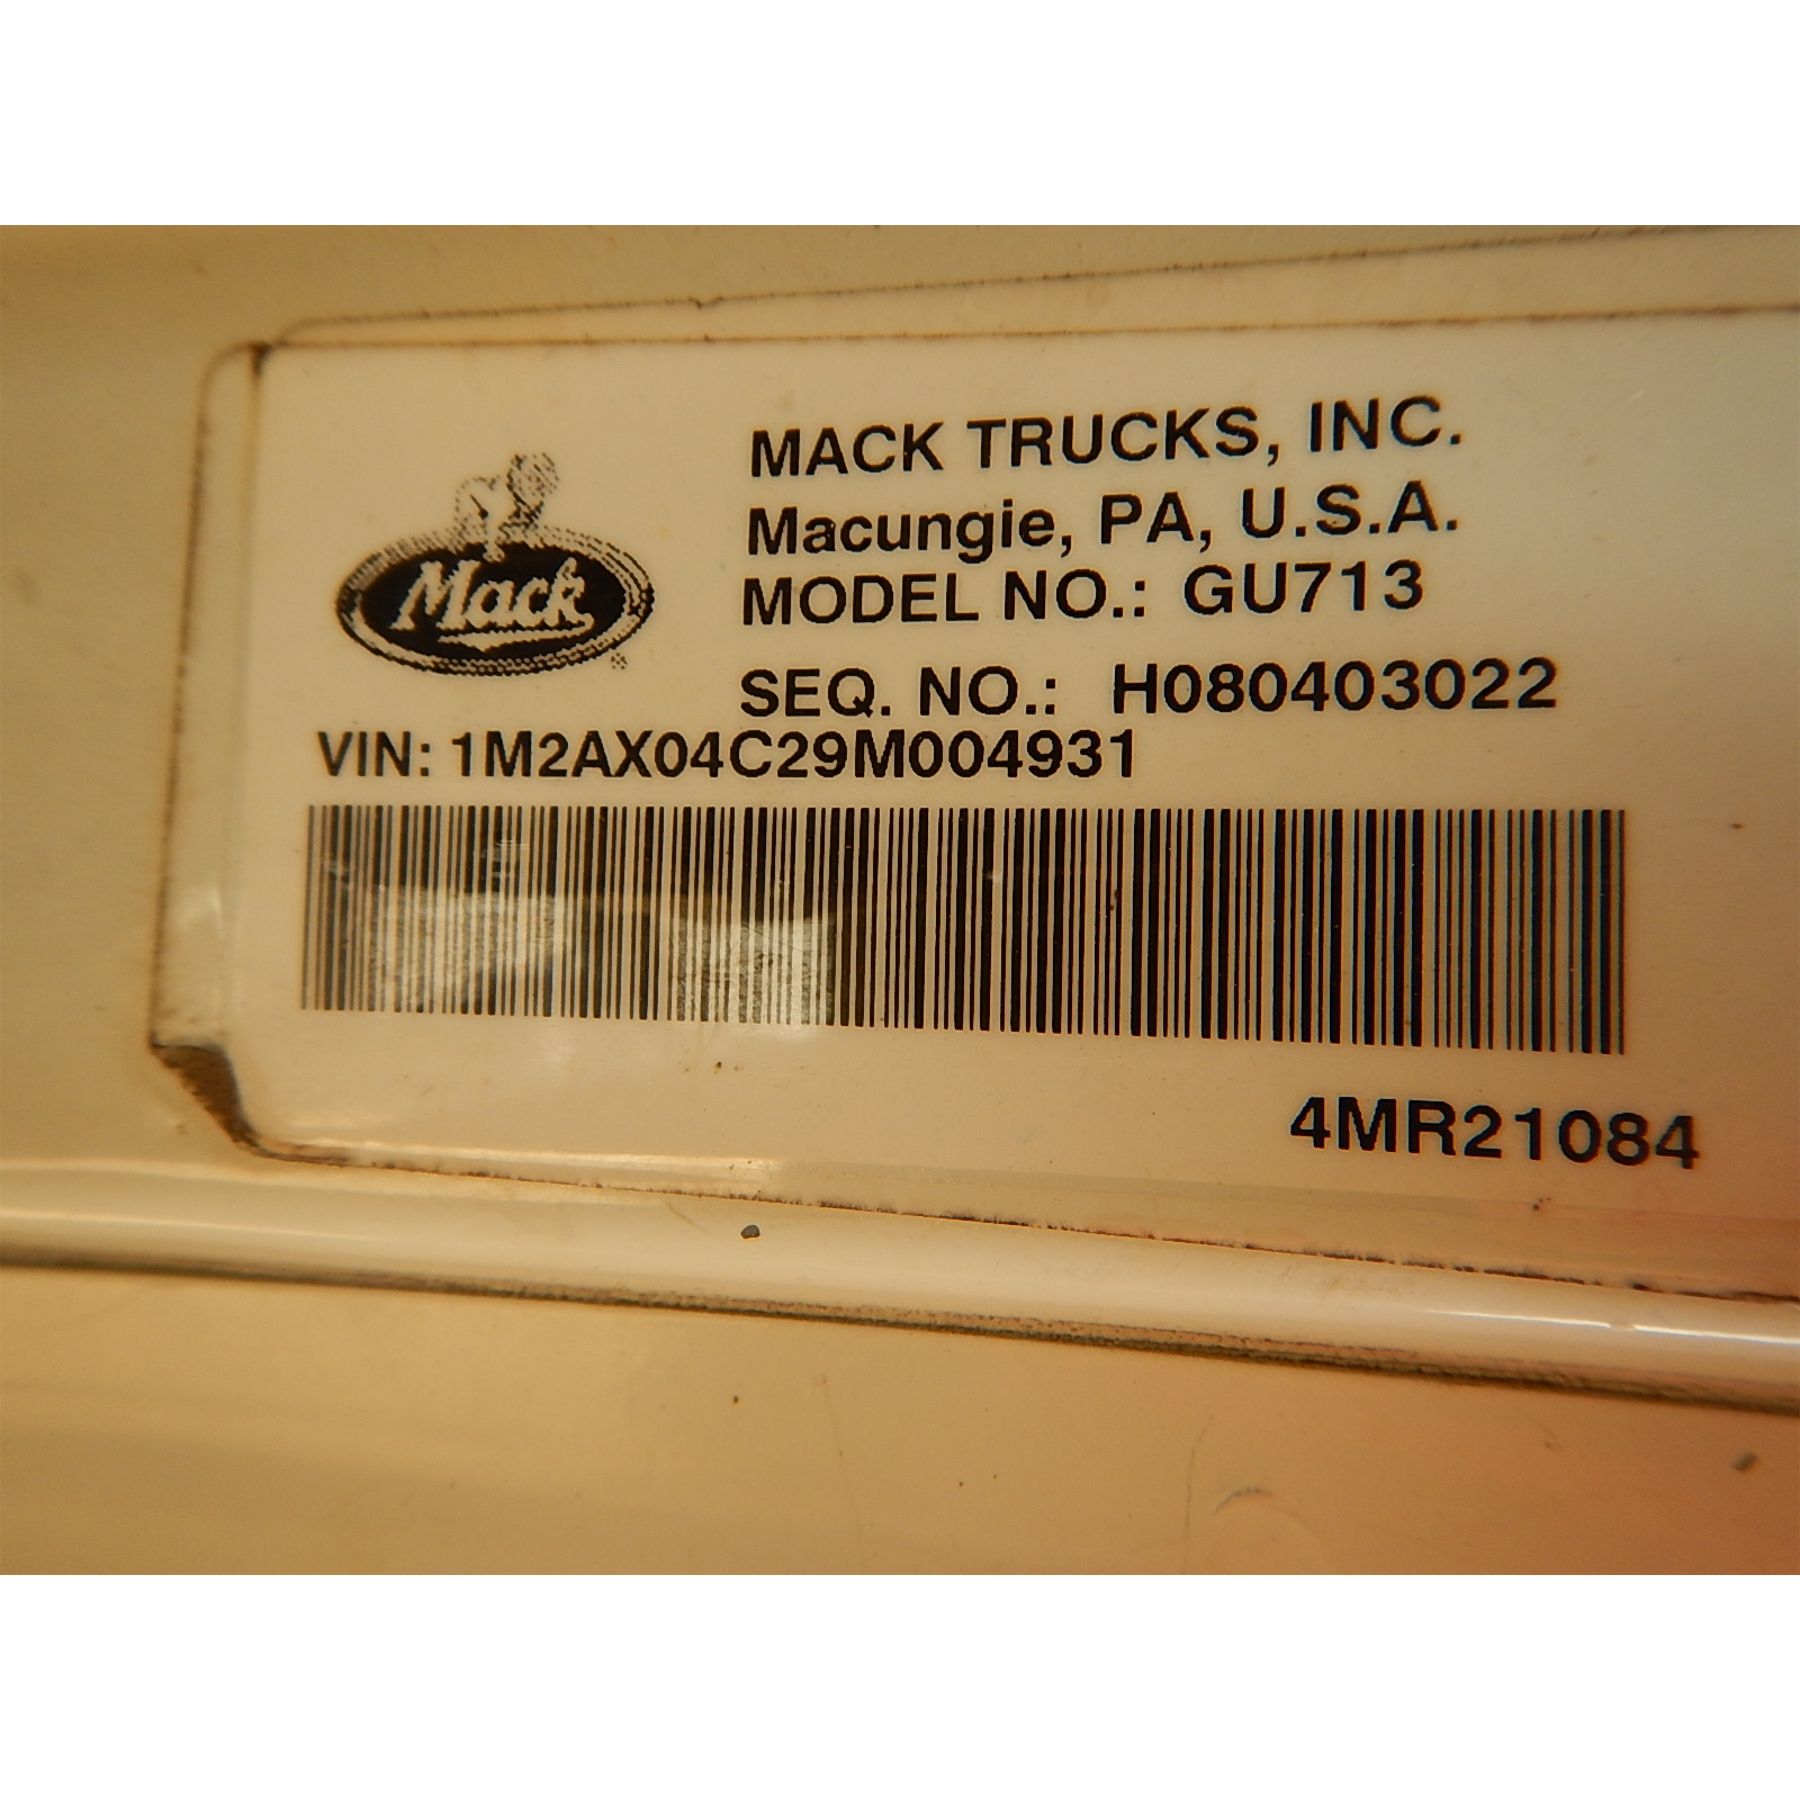 MACK TRUCKS, INC.
Macungie, PA, U.S.A.
Mack
®
MODEL NO.: GU713
SEQ. NO.: H080403022
VIN: 1M2AX04C29M004931
4MR21084